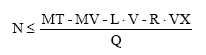 N ≤ (MT - MV - L · V - R · VX) / Q